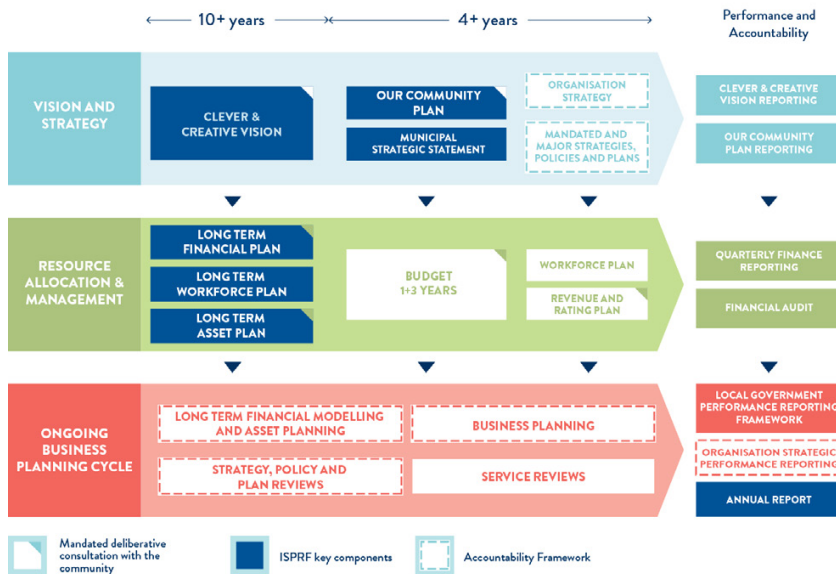 10+ years
4+ years
Performance and
Accountability
VISION AND
STRATEGY
CLEVER &
CREATIVE VISION
OUR COMMUNITY
PLAN
MUNICIPAL
STRATEGIC STATEMENT
ORGANISATION
STRATEGY
MANDATED AND
MAJOR STRATEGIES,
POLICIES AND PLANS
CLEVER & CREATIVE
VISION REPORTING
OUR COMMUNITY
PLAN REPORTING
RESOURCE
ALLOCATION &
MANAGEMENT
LONG TERM
FINANCIAL PLAN
LONG TERM
WORKFORCE PLAN
LONG TERM
ASSET PLAN
BUDGET
1+3 YEARS
WORKFORCE PLAN
REVENUE AND
RATING PLAN
QUARTERLY FINANCE
REPORTING
FINANCIAL AUDIT
ONGOING
BUSINESS
PLANNING CYCLE
LONG TERM FINANCIAL MODELLING
AND ASSET PLANNING
BUSINESS PLANNING
STRATEGY, POLICY AND
PLAN REVIEWS
SERVICE REVIEWS
LOCAL GOVERNMENT
PERFORMANCE REPORTING
FRAMEWORK
ORGANISATION STRATEGIC
PERFORMANCE REPORTING
ANNUAL REPORT
Mandated deliberative
consultation with the
community
ISPRF key components
Accountability Framework